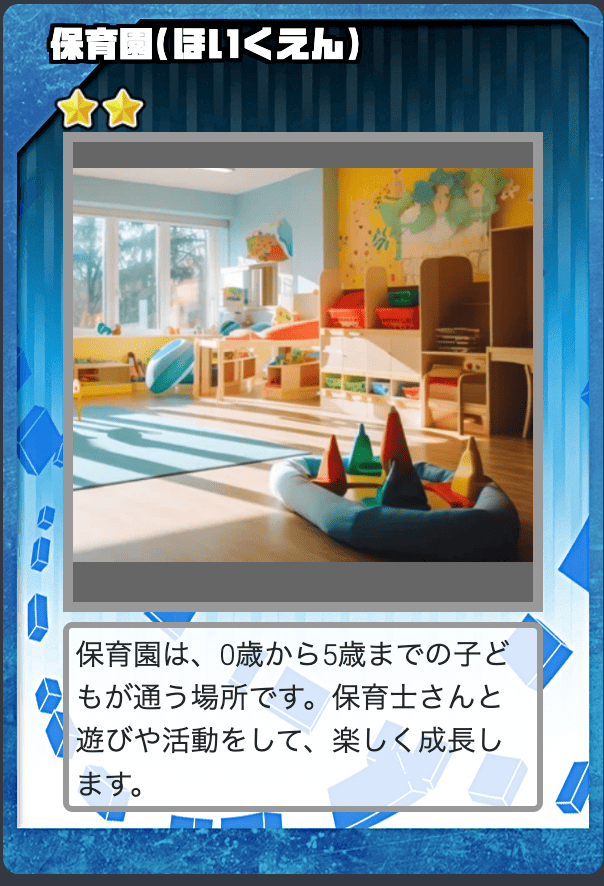 保育園(ほいくえん)
保育園は、0歳から5歳までの子ど
もが通う場所です。保育士さんと
遊びや活動をして、楽しく成長し
ます。